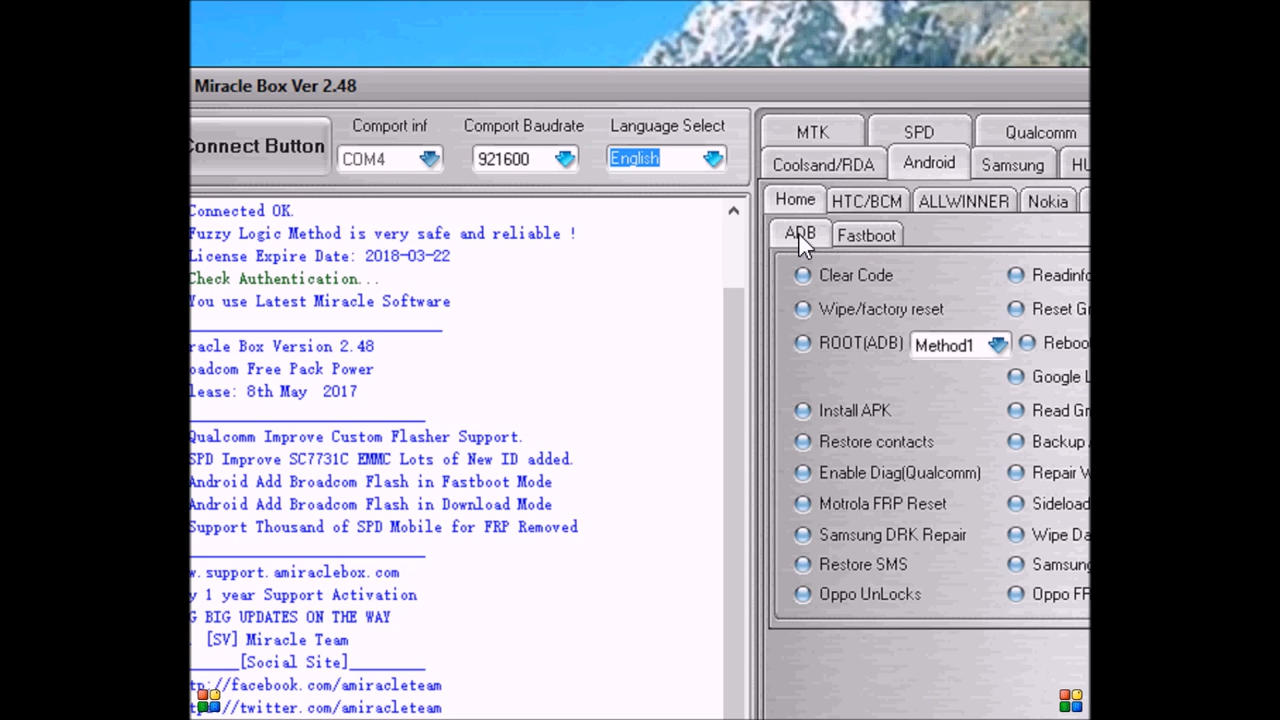 Miracle Box Ver 2.48
Connect Button
Comport inf
Comport Baudrate
Language Select
COM4
921600
English
Connected OK.
Fuzzy Logic Method is very safe and reliable !
License Expire Date: 2018-03-22
Check Authentication...
You use Latest Miracle Software
racle Box Version 2.48
oadcom Free Pack Power
lease: 8th May 2017
Qualcomm Improve Custom Flasher Support.
SPD Improve SC7731C EMMC Lots of New ID added.
Android Add Broadcom Flash in Fastboot Mode
Android Add Broadcom Flash in Download Mode
Support Thousand of SPD Mobile for FRP Removed
w.support.amiraclebox.com
y 1 year Support Activation
G BIG UPDATES ON THE WAY
. [SV] Miracle Team
[Social Site]
tp://facebook.com/amiracleteam
tp://twitter.com/amiracleteam
MTK SPD Qualcomm
Coolsand/RDA Android Samsung HU
Home HTC/BCM ALLWINNER Nokia
ADB Fastboot
Clear Code Readinfo
Wipe/factory reset Reset G
ROOT(ADB) Method1 Reboo
Google L
Install APK Read G
Restore contacts Backup
Enable Diag(Qualcomm) Repair W
Motrola FRP Reset Sideload
Samsung DRK Repair Wipe Da
Restore SMS Samsung
Oppo UnLocks Oppo FR